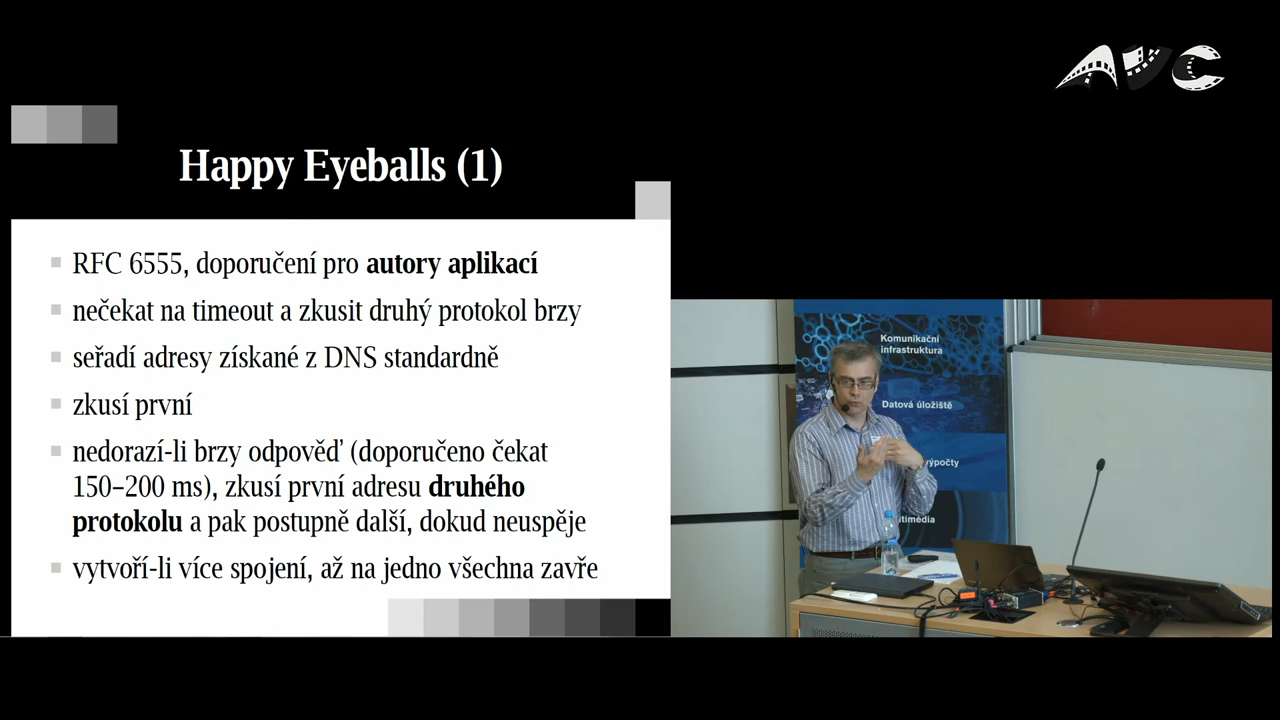 AVC
Happy Eyeballs (1)
RFC 6555, doporučení pro autory aplikací
nečekat na timeout a zkusit druhý protokol brzy
seřadí adresy získané z DNS standardně
zkusí první
nedorazí-li brzy odpověď (doporučeno čekat
150–200 ms), zkusí první adresu druhého
protokolu a pak postupně další, dokud neuspěje
vytvoří-li více spojení, až na jedno všechna zavře
Komunikační
infrastruktura
Datová úložiště
výpočty